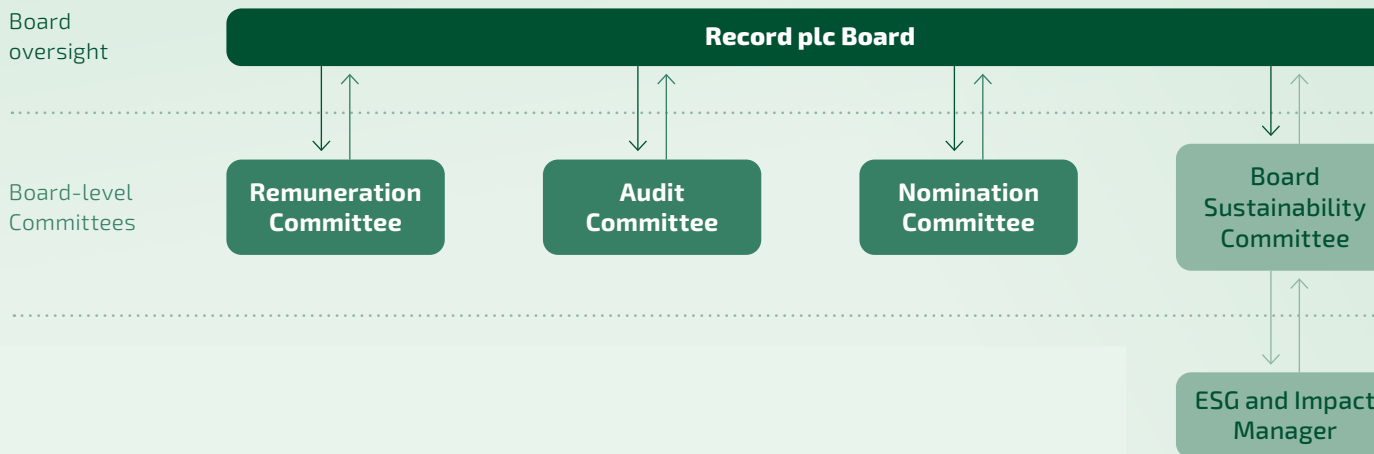 Board
oversight
Record plc Board
Board-level
Committees
Remuneration
Committee
Audit
Committee
Nomination
Committee
Board
Sustainability
Committee
ESG and Impact
Manager